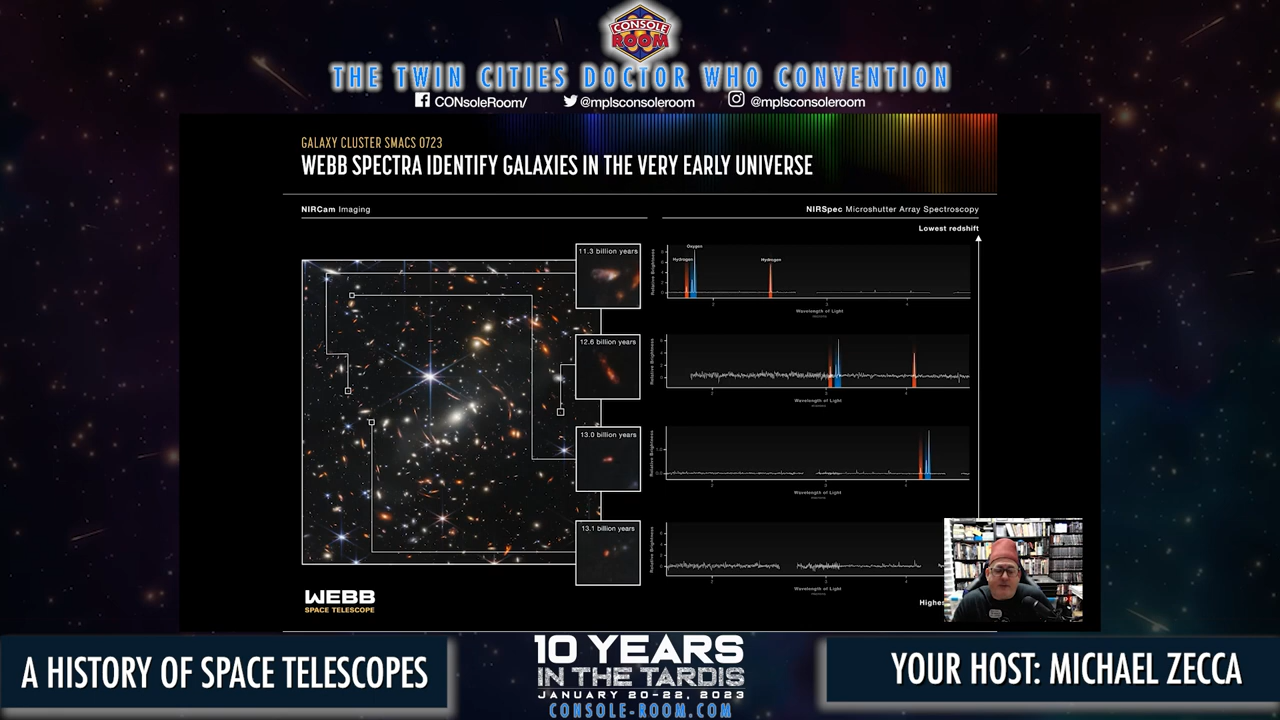 CONSOLE
ROOM
THE TWIN CITIES DOCTOR WHO CONVENTION
CONsoleRoom/ @mplsconsoleroom @mplsconsoleroom
GALAXY CLUSTER SMACS 0723
WEBB SPECTRA IDENTIFY GALAXIES IN THE VERY EARLY UNIVERSE
NIRCam Imaging
NIRSpec Microshutter Array Spectroscopy
Lowest redshift
11.3 billion years
Oxygen
Hydrogen
Hydrogen
Relative Brightness
Wavelength of Light
12.6 billion years
Relative Brightness
Wavelength of Light
13.0 billion years
Relative Brightness
Wavelength of Light
13.1 billion years
Relative Brightness
Wavelength of Light
WEBB
SPACE TELESCOPE
A HISTORY OF SPACE TELESCOPES
10 YEARS
IN THE TARDIS
JANUARY 20-22, 2023
CONSOLE-ROOM.COM
YOUR HOST: MICHAEL ZECCA